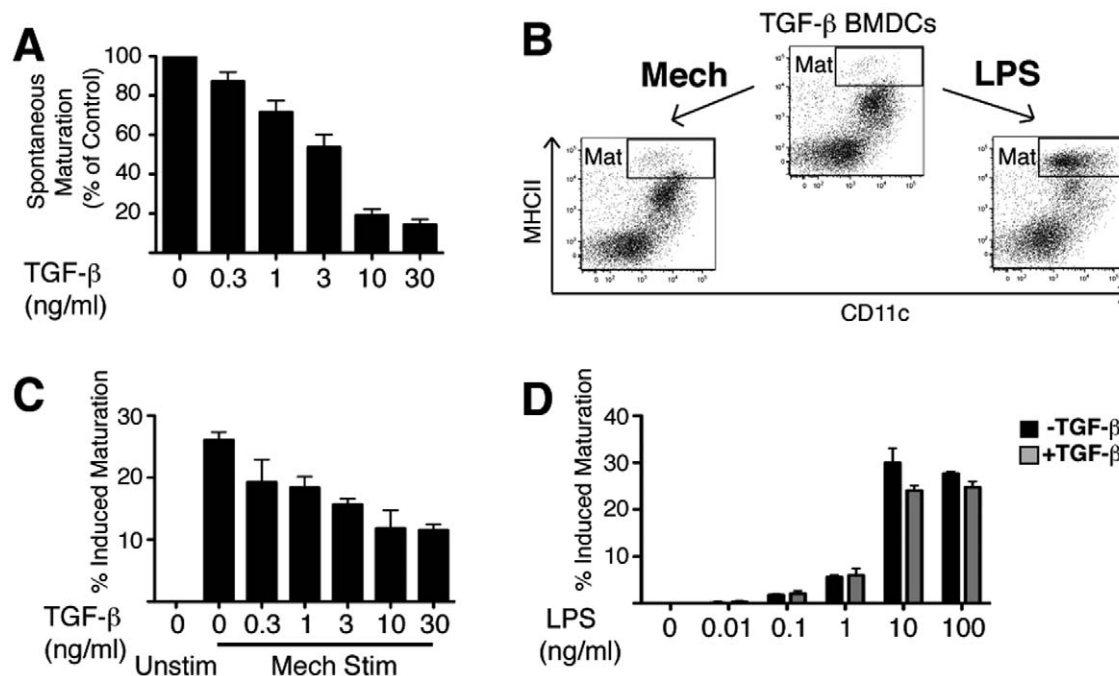 A
Spontaneous
Maturation
(% of Control)
100
80
60
40
20
TGF-β
(ng/ml)
0 0.3 1 3 10 30
B
TGF-β BMDCs
Mech
LPS
Mat
Mat
Mat
MHCII
CD11c
C
% Induced Maturation
30
20
10
TGF-β
(ng/ml)
0 0 0.3 1 3 10 30
Unstim Mech Stim
D
% Induced Maturation
40
30
20
10
-TGF-β
+TGF-β
LPS
(ng/ml)
0 0.01 0.1 1 10 100